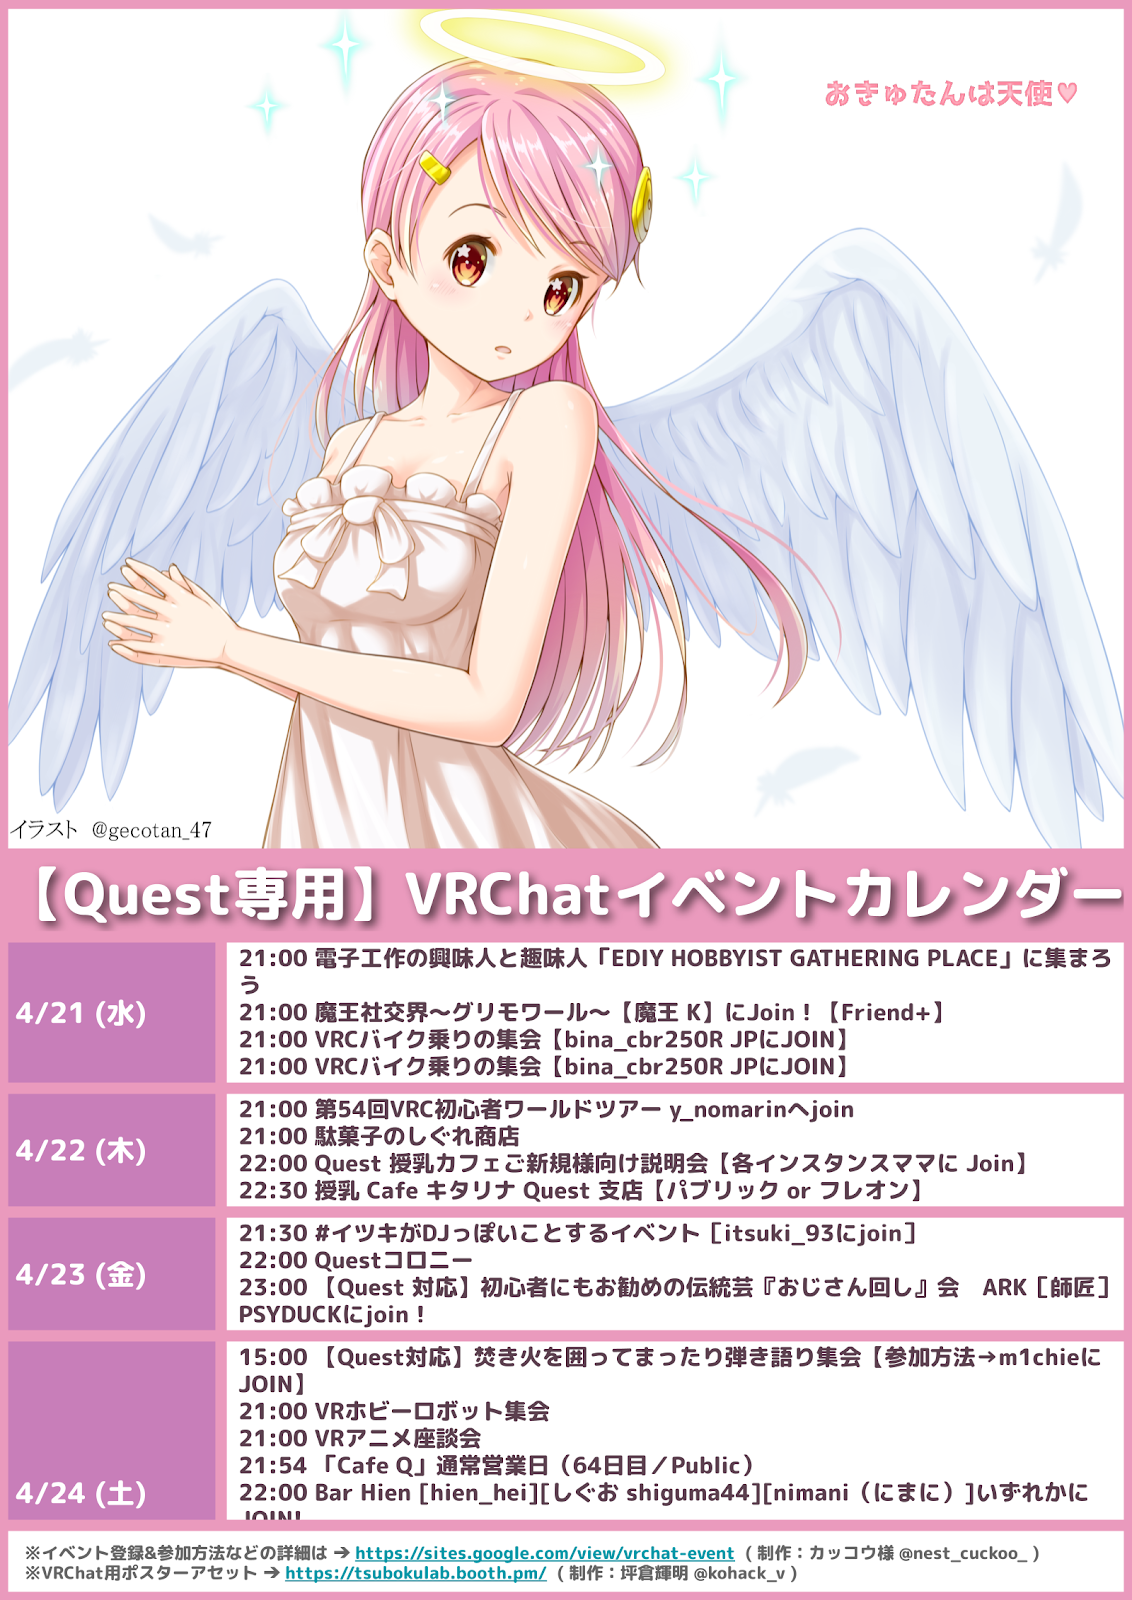 おきゅたんは天使♥
イラスト @gecotan_47
【Quest専用】VRChatイベントカレンダー
4/21 (水)
21:00 電子工作の興味人と趣味人「EDIY HOBBYIST GATHERING PLACE」に集まろ
う
21:00 魔王社交界～グリモワール～【魔王 K】にJoin！【Friend+】
21:00 VRCバイク乗りの集会【bina_cbr250R JPにJOIN】
21:00 VRCバイク乗りの集会【bina_cbr250R JPにJOIN】
4/22 (木)
21:00 第54回VRC初心者ワールドツアー y_nomarinへjoin
21:00 駄菓子のしぐれ商店
22:00 Quest 授乳カフェご新規様向け説明会【各インスタンスママに Join】
22:30 授乳 Cafe キタリナ Quest 支店【パブリック or フレオン】
4/23 (金)
21:30 #イツキがDJっぽいことするイベント［itsuki_93にjoin］
22:00 Questコロニー
23:00 【Quest 対応】初心者にもお勧めの伝統芸『おじさん回し』会　ARK［師匠］
PSYDUCKにjoin！
4/24 (土)
15:00 【Quest対応】焚き火を囲ってまったり弾き語り集会【参加方法→m1chieに
JOIN】
21:00 VRホビーロボット集会
21:00 VRアニメ座談会
21:54 「Cafe Q」通常営業日（64日目／Public）
22:00 Bar Hien [hien_hei][しぐお shiguma44][nimani（にまに）]いずれかに
JOIN!
※イベント登録&参加方法などの詳細は → https://sites.google.com/view/vrchat-event ( 制作：カッコウ様 @nest_cuckoo_ )
※VRChat用ポスターアセット → https://tsubokulab.booth.pm/ ( 制作：坪倉輝明 @kohack_v )